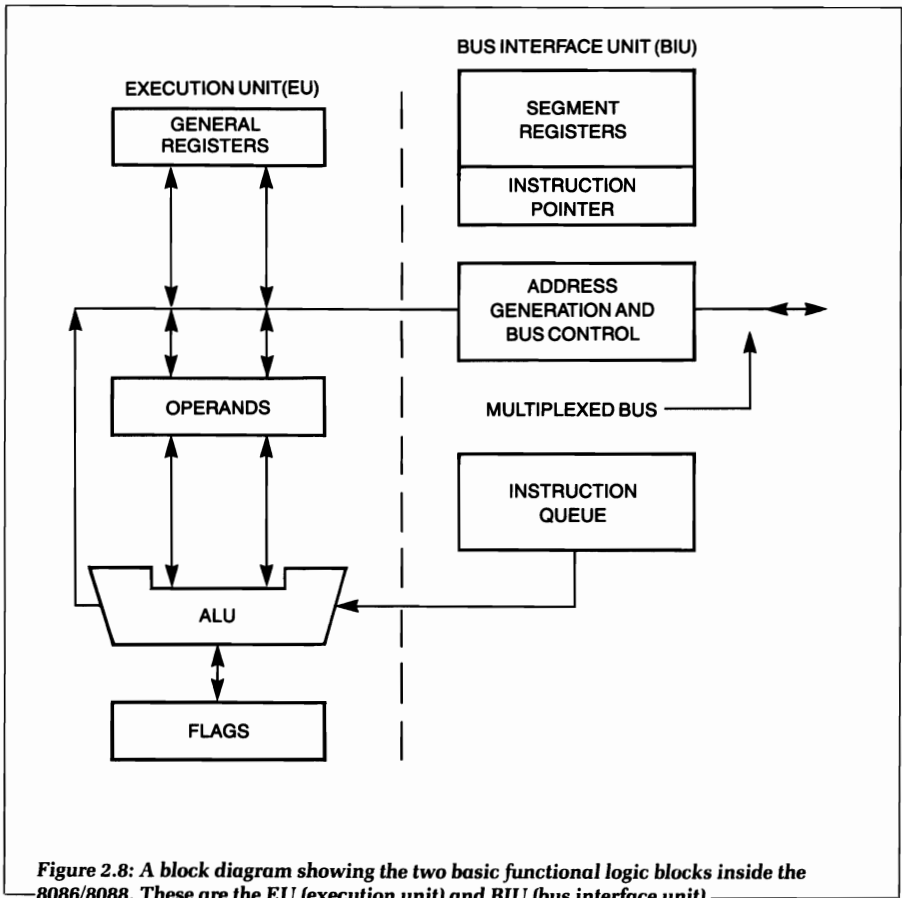 EXECUTION UNIT(EU)
GENERAL
REGISTERS
OPERANDS
ALU
FLAGS
BUS INTERFACE UNIT (BIU)
SEGMENT
REGISTERS
INSTRUCTION
POINTER
ADDRESS
GENERATION AND
BUS CONTROL
MULTIPLEXED BUS
INSTRUCTION
QUEUE
Figure 2.8: A block diagram showing the two basic functional logic blocks inside the
8086/8088. These are the EU (execution unit) and BIU (bus interface unit)